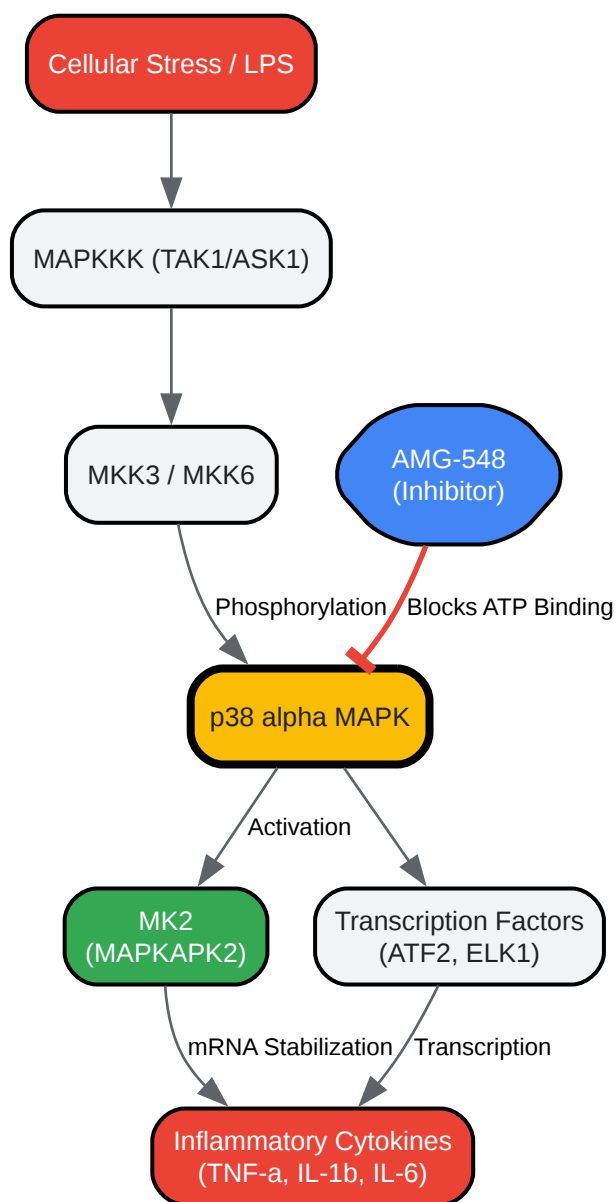 Cellular Stress / LPS
MAPKKK (TAK1/ASK1)
MKK3 / MKK6
AMG-548
(Inhibitor)
Phosphorylation
Blocks ATP Binding
p38 alpha MAPK
Activation
MK2
(MAPKAPK2)
Transcription Factors
(ATF2, ELK1)
mRNA Stabilization
Transcription
Inflammatory Cytokines
(TNF-a, IL-1b, IL-6)